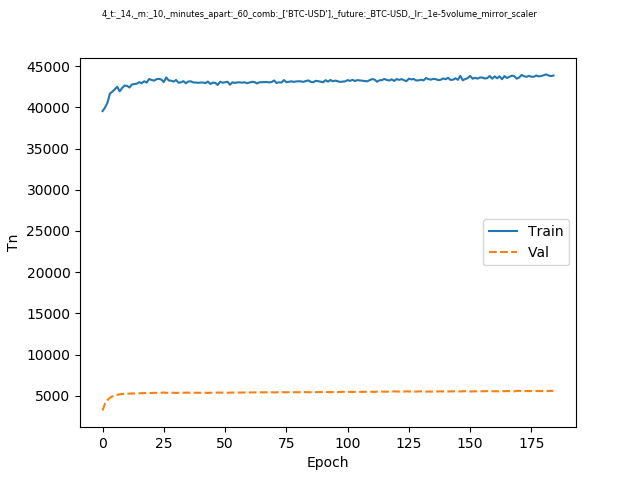 4_t:_14,_m:_10,_minutes_apart:_60_comb:_['BTC-USD'],_future:_BTC-USD,_lr:_1e-5volume_mirror_scaler
45000
40000
35000
30000
25000
20000
15000
10000
5000
Tn
Train
Val
0 25 50 75 100 125 150 175
Epoch